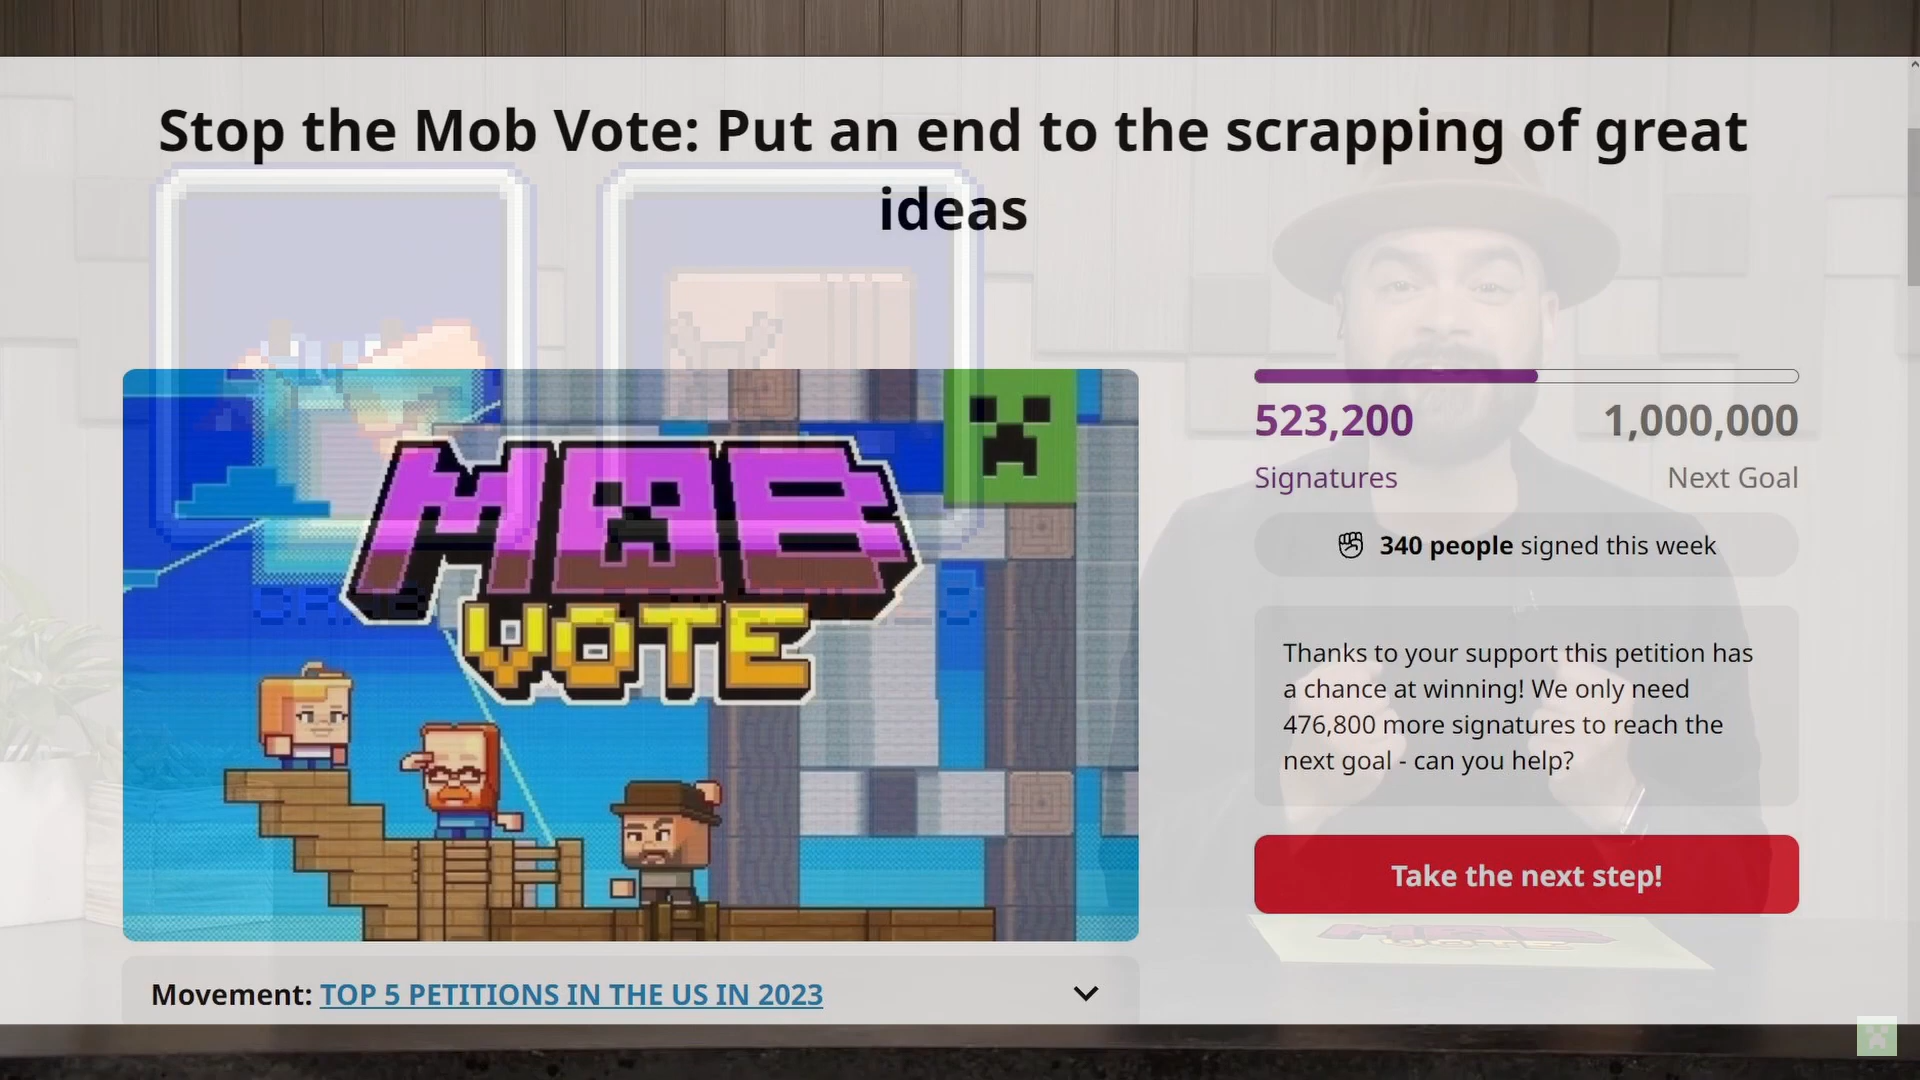 Stop the Mob Vote: Put an end to the scrapping of great
ideas
MOB
VOTE
523,200
1,000,000
Signatures
Next Goal
340 people signed this week
Thanks to your support this petition has
a chance at winning! We only need
476,800 more signatures to reach the
next goal - can you help?
Take the next step!
MOB
VOTE
Movement: TOP 5 PETITIONS IN THE US IN 2023